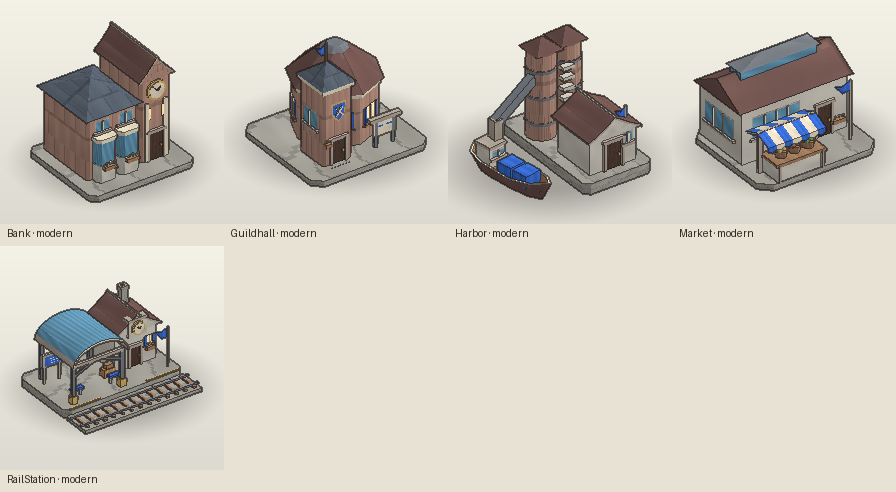 Bank · modern
Guildhall · modern
Harbor · modern
Market · modern
RailStation · modern